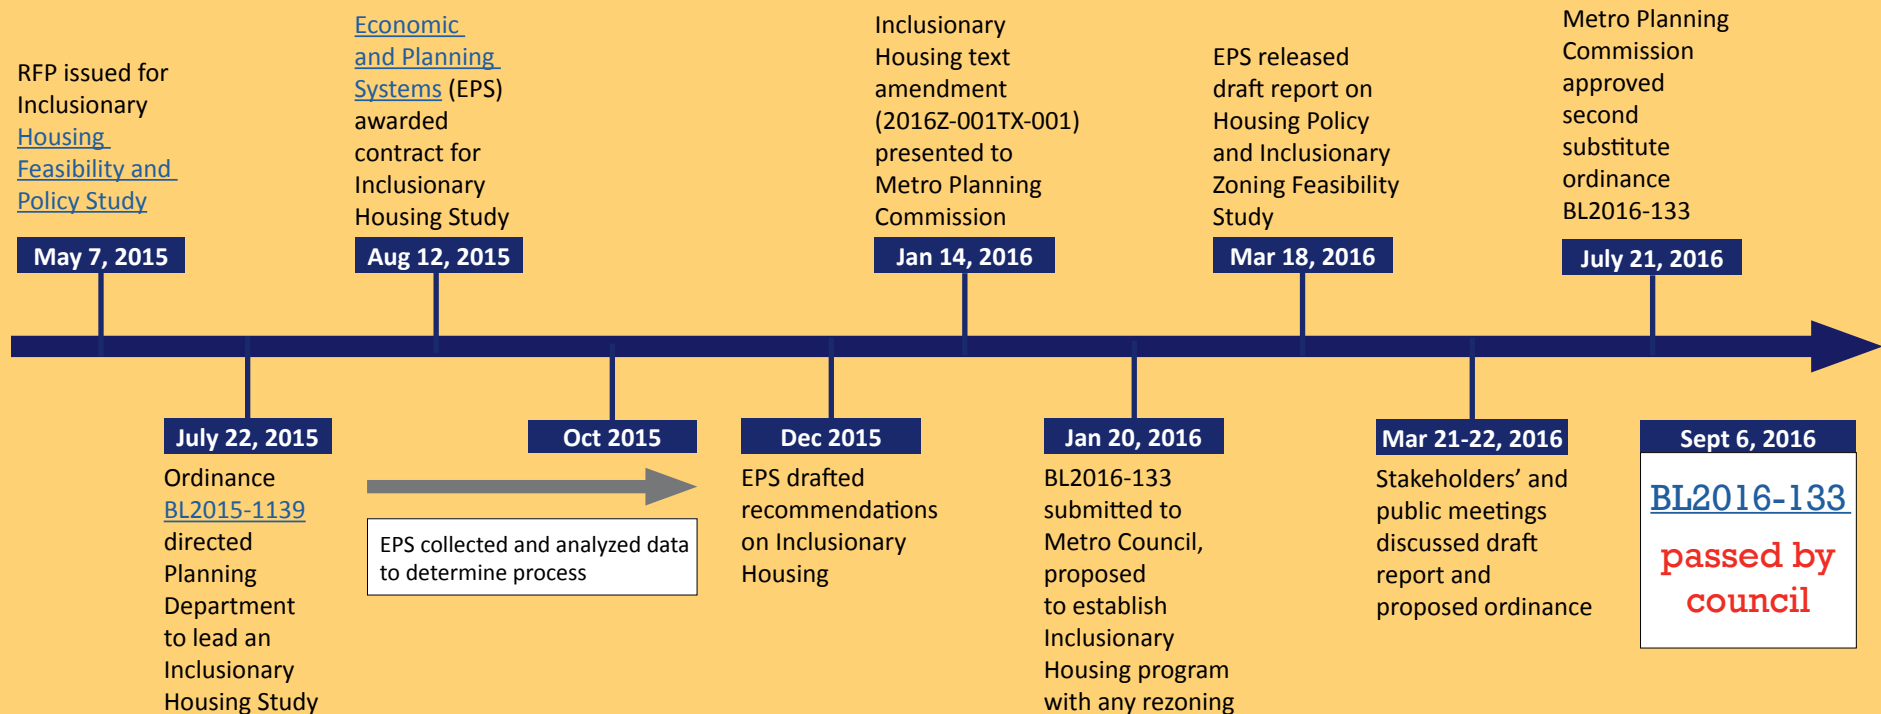 RFP issued for
Inclusionary
Housing
Feasibility and
Policy Study
May 7, 2015
Economic
and Planning
Systems (EPS)
awarded
contract for
Inclusionary
Housing Study
Aug 12, 2015
Inclusionary
Housing text
amendment
(2016Z-001TX-001)
presented to
Metro Planning
Commission
Jan 14, 2016
EPS released
draft report on
Housing Policy
and Inclusionary
Zoning Feasibility
Study
Mar 18, 2016
Metro Planning
Commission
approved
second
substitute
ordinance
BL2016-133
July 21, 2016
July 22, 2015
Ordinance
BL2015-1139
directed
Planning
Department
to lead an
Inclusionary
Housing Study
Oct 2015
EPS collected and analyzed data
to determine process
Dec 2015
EPS drafted
recommendations
on Inclusionary
Housing
Jan 20, 2016
BL2016-133
submitted to
Metro Council,
proposed
to establish
Inclusionary
Housing program
with any rezoning
Mar 21-22, 2016
Stakeholders’ and
public meetings
discussed draft
report and
proposed ordinance
Sept 6, 2016
BL2016-133
passed by
council